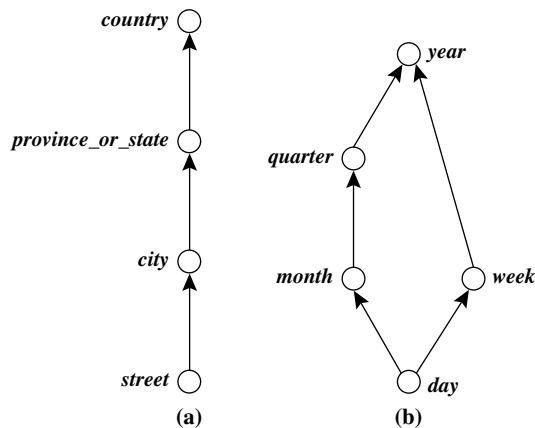 country
province_or_state
city
street
(a)
year
quarter
month
week
day
(b)